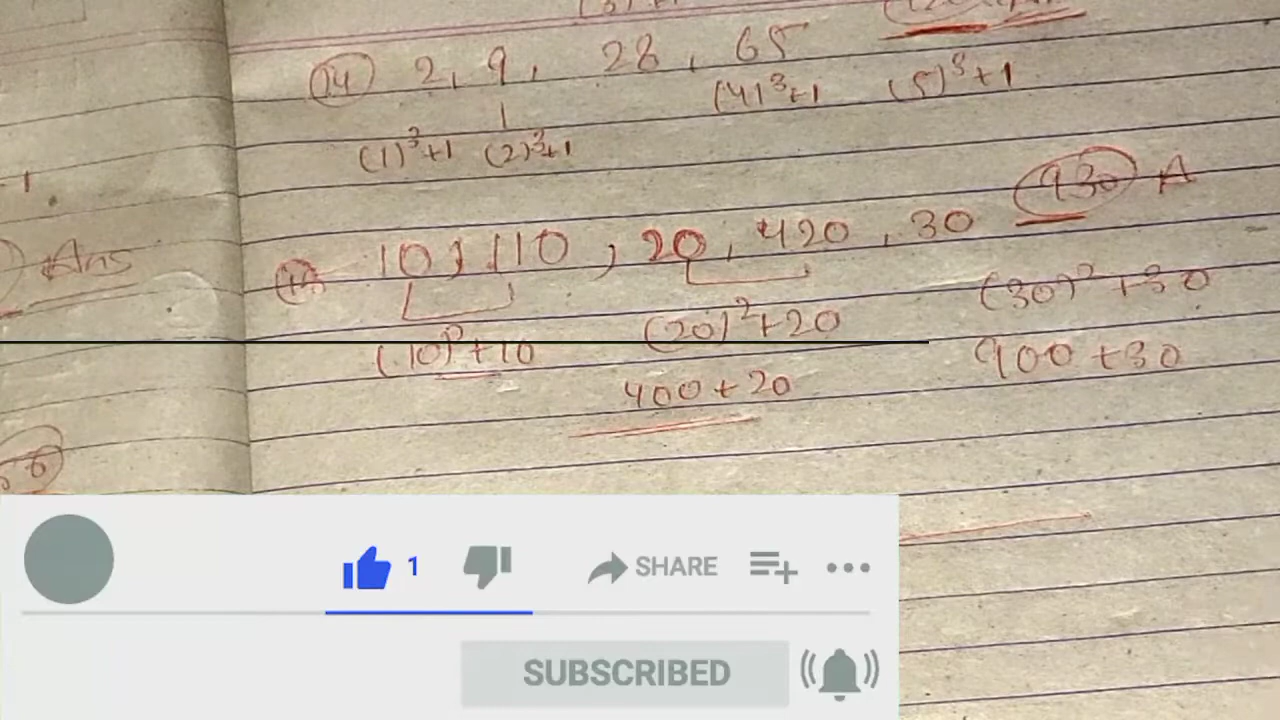 (14) 2, 9, 28, 65
(4)³+1 (5)³+1
(1)³+1 (2)³+1
10, 110, 20, 420, 30 930 A
Ans
(10)²+10 (20)²+20 (30)²+30
400+20 900+30
1 SHARE
SUBSCRIBED